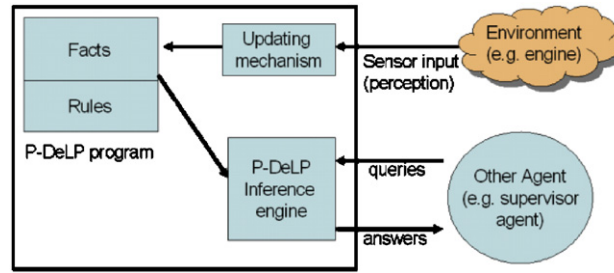 Facts
Rules
P-DeLP program
Updating
mechanism
Sensor input
(perception)
Environment
(e.g. engine)
P-DeLP
Inference
engine
queries
answers
Other Agent
(e.g. supervisor
agent)